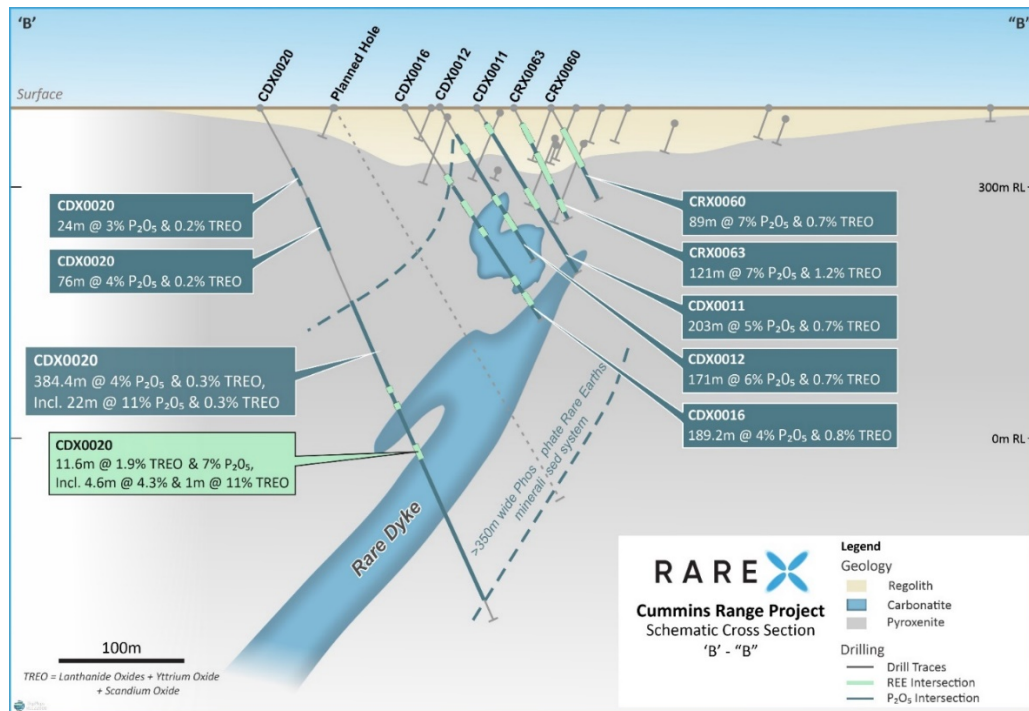 ‘B’
“B”
CDX0020
Planned Hole
CDX0016
CDX0012
CDX0011
CRX0063
CRX0060
Surface
300m RL
0m RL
CDX0020
24m @ 3% P₂O₅ & 0.2% TREO
CDX0020
76m @ 4% P₂O₅ & 0.2% TREO
CDX0020
384.4m @ 4% P₂O₅ & 0.3% TREO,
Incl. 22m @ 11% P₂O₅ & 0.3% TREO
CDX0020
11.6m @ 1.9% TREO & 7% P₂O₅,
Incl. 4.6m @ 4.3% & 1m @ 11% TREO
CRX0060
89m @ 7% P₂O₅ & 0.7% TREO
CRX0063
121m @ 7% P₂O₅ & 1.2% TREO
CDX0011
203m @ 5% P₂O₅ & 0.7% TREO
CDX0012
171m @ 6% P₂O₅ & 0.7% TREO
CDX0016
189.2m @ 4% P₂O₅ & 0.8% TREO
>350m wide Phosphate Rare Earths
mineralised system
Rare Dyke
100m
TREO = Lanthanide Oxides + Yttrium Oxide
+ Scandium Oxide
RAREX
Cummins Range Project
Schematic Cross Section
‘B’ - “B”
Legend
Geology
Regolith
Carbonatite
Pyroxenite
Drilling
Drill Traces
REE Intersection
P₂O₅ Intersection